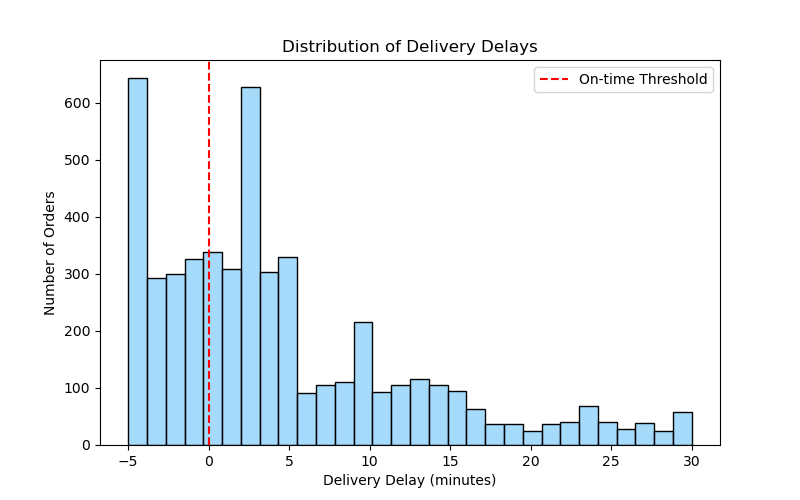 Distribution of Delivery Delays
On-time Threshold
Number of Orders
600
500
400
300
200
100
0
−5 0 5 10 15 20 25 30
Delivery Delay (minutes)